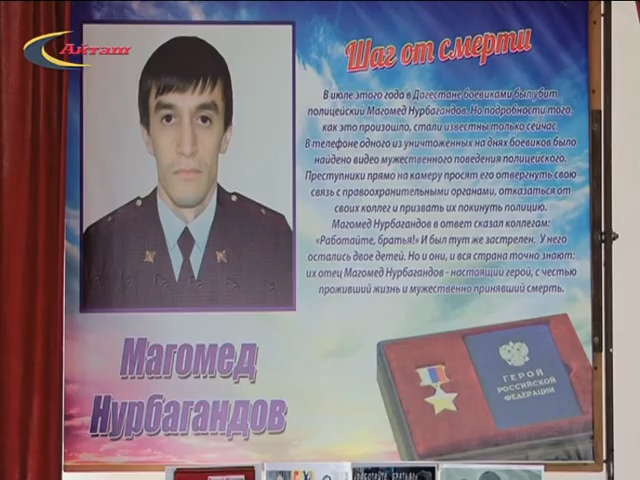 Айгаш
Шаг от смерти
В июле этого года в Дагестане боевиками был убит
полицейский Магомед Нурбагандов. Но подробности того,
как это произошло, стали известны только сейчас.
В телефоне одного из уничтоженных на днях боевиков было
найдено видео мужественного поведения полицейского.
Преступники прямо на камеру просят его отвергнуть свою
связь с правоохранительными органами, отказаться от
своих коллег и призвать их покинуть полицию.
Магомед Нурбагандов в ответ сказал коллегам:
«Работайте, братья!» И был тут же застрелен. У него
остались двое детей. Но и они, и вся страна точно знают:
их отец Магомед Нурбагандов - настоящий герой, с честью
проживший жизнь и мужественно принявший смерть.
Магомед
Нурбагандов
ГЕРОЙ
РОССИЙСКОЙ
ФЕДЕРАЦИИ
РАБОТАЙТЕ, БРАТЬЯ!